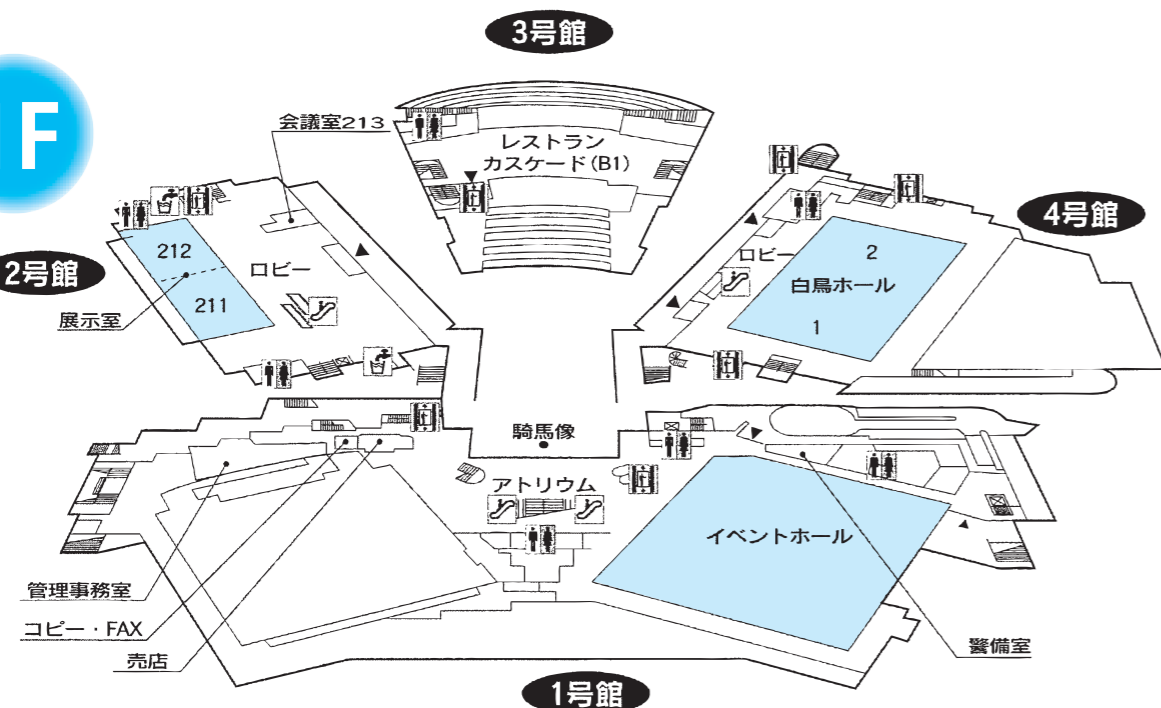 3号館
1F
会議室213
レストラン
カスケード(B1)
4号館
2号館
212
ロビー
211
展示室
ロビー
2
白鳥ホール
1
騎馬像
アトリウム
イベントホール
管理事務室
コピー・FAX
売店
警備室
1号館